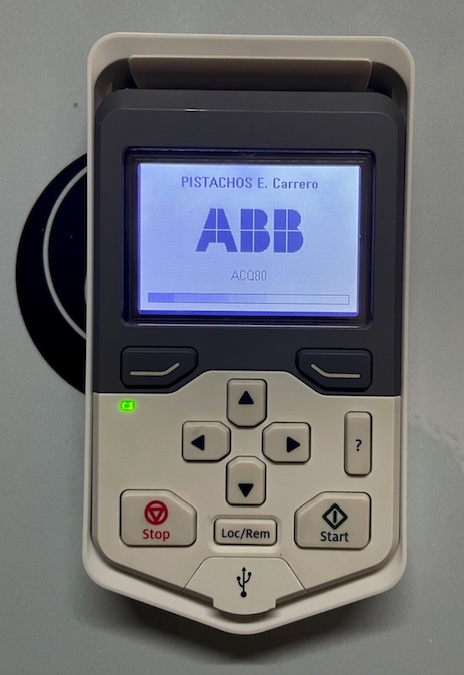 PISTACHOS E. Carrero
ABB
ACQ80
?
Stop
Loc/Rem
Start